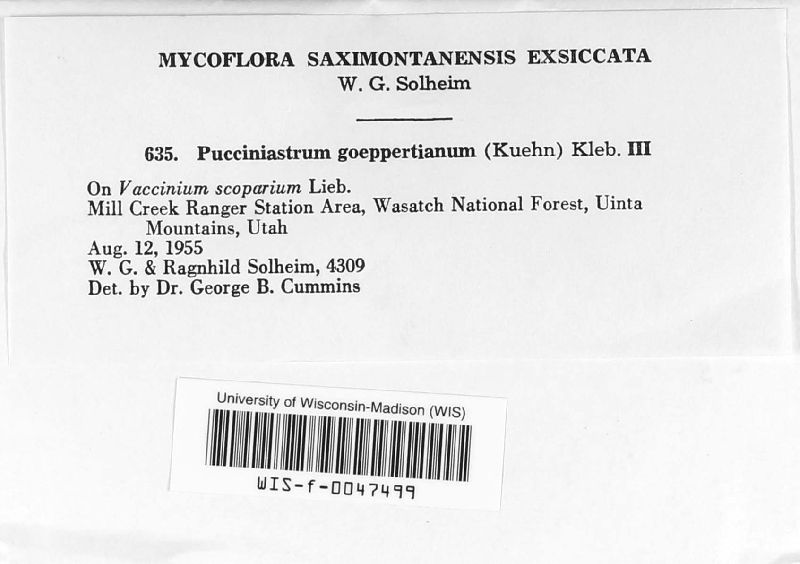 MYCOFLORA SAXIMONTANENSIS EXSICCATA
W. G. Solheim
635. Pucciniastrum goeppertianum (Kuehn) Kleb. III
On Vaccinium scoparium Lieb.
Mill Creek Ranger Station Area, Wasatch National Forest, Uinta
Mountains, Utah
Aug. 12, 1955
W. G. & Ragnhild Solheim, 4309
Det. by Dr. George B. Cummins
University of Wisconsin-Madison (WIS)
WIS-f-0047499